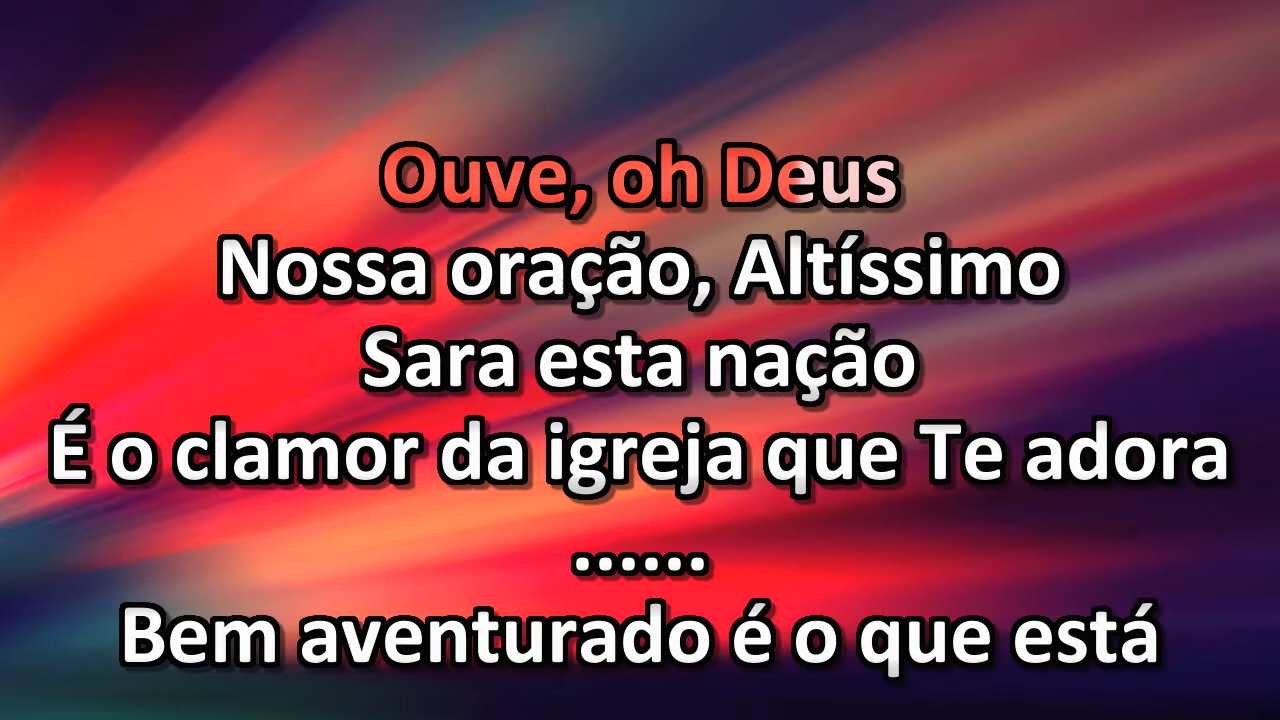 Ouve, oh Deus
Nossa oração, Altíssimo
Sara esta nação
É o clamor da igreja que Te adora
......
Bem aventurado é o que está